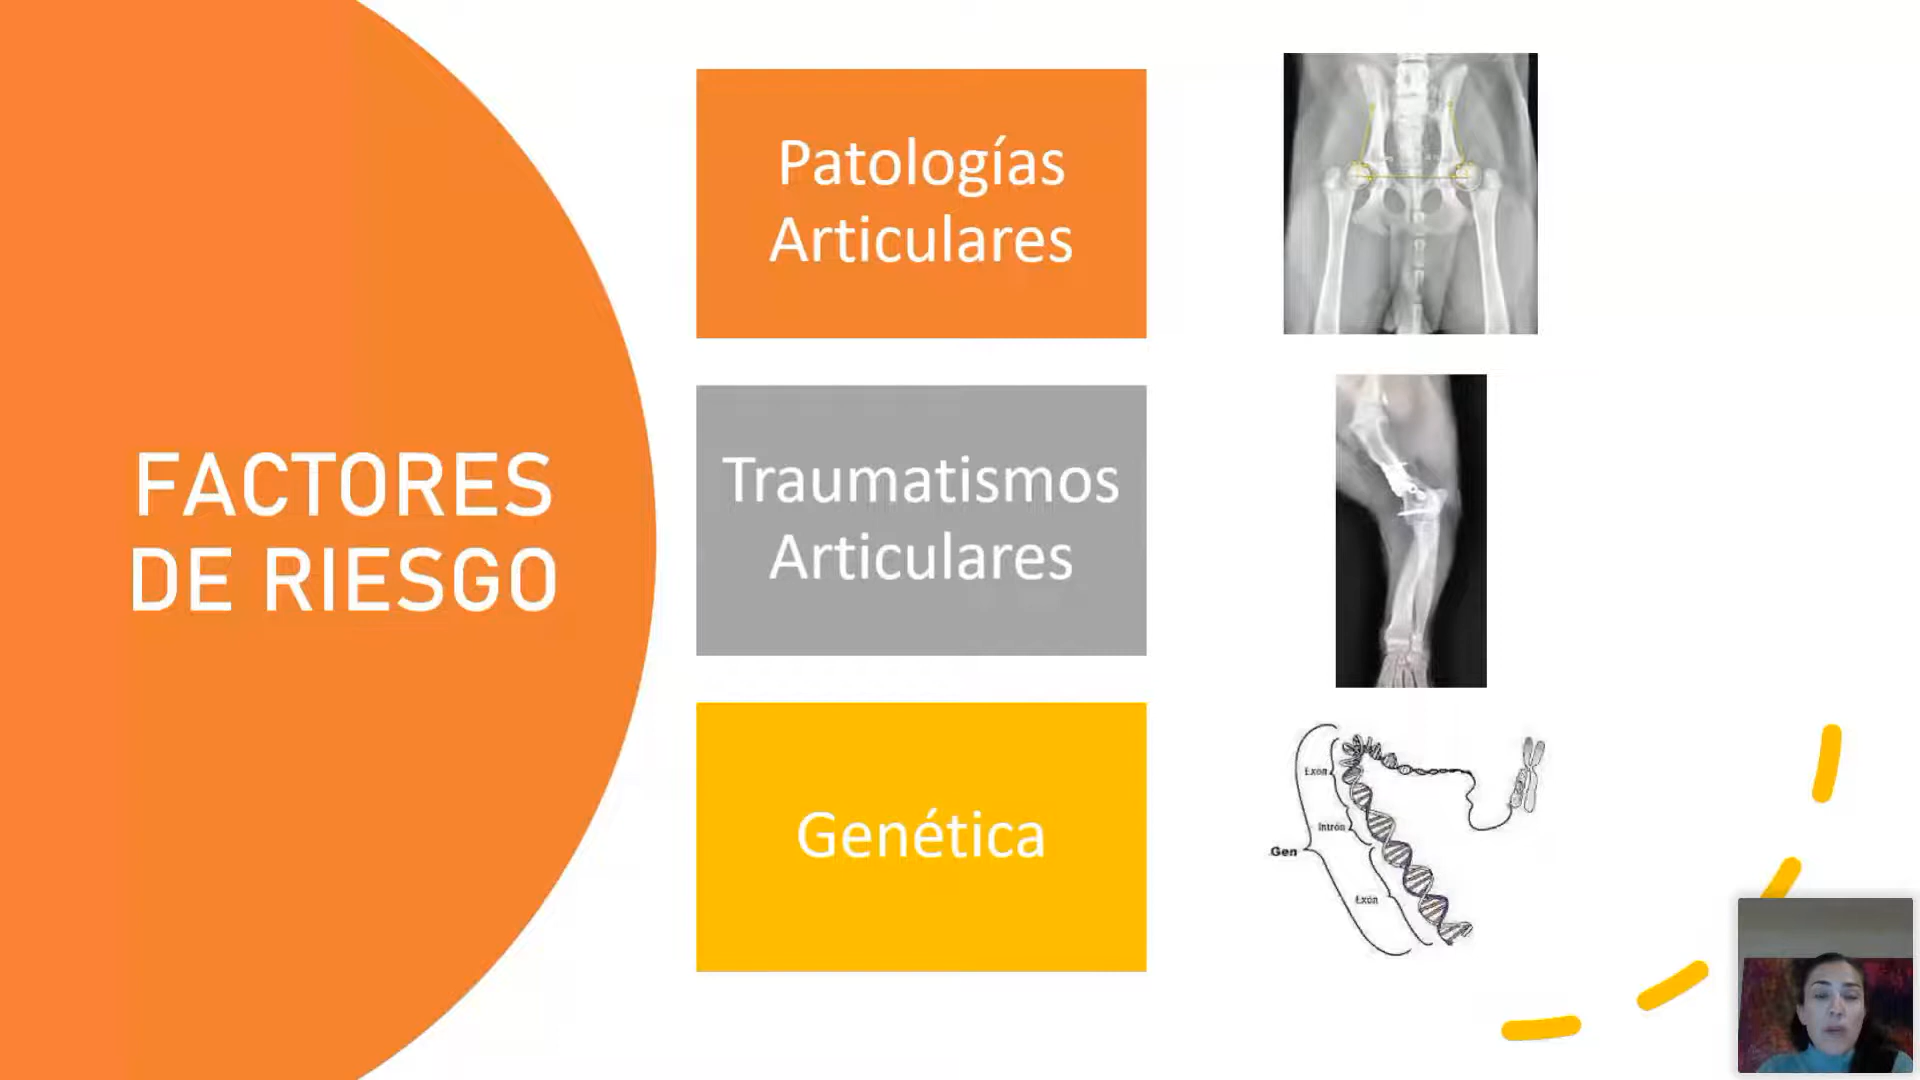 FACTORES
DE RIESGO
Patologías
Articulares
Traumatismos
Articulares
Genética
Exón
Intrón
Gen
Exón